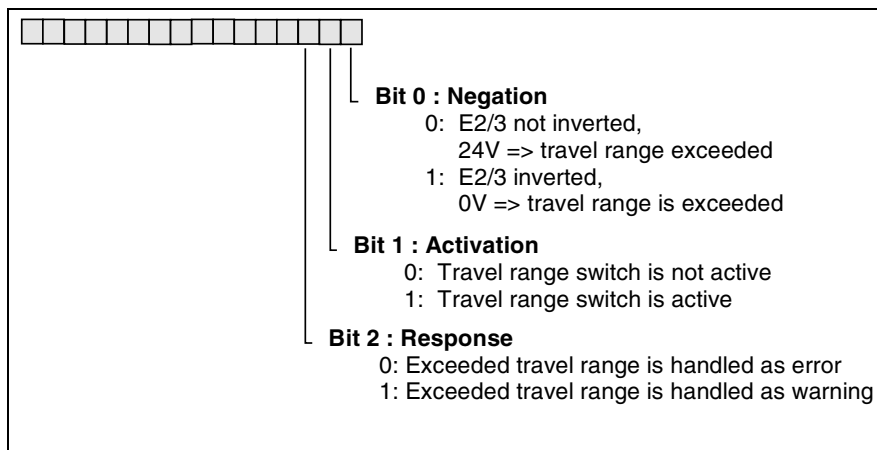 Bit 0 : Negation
0: E2/3 not inverted,
24V => travel range exceeded
1: E2/3 inverted,
0V => travel range is exceeded
Bit 1 : Activation
0: Travel range switch is not active
1: Travel range switch is active
Bit 2 : Response
0: Exceeded travel range is handled as error
1: Exceeded travel range is handled as warning